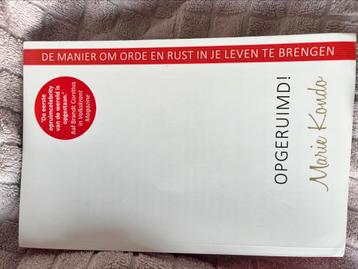 DE MANIER OM ORDE EN RUST IN JE LEVEN TE BRENGEN
'De eerste
opruimcelebrity
van de wereld is
opgestaan.'
Aaf Brandt Corstius
in Volkskrant
Magazine
OPGERUIMD!
Marie Kondo